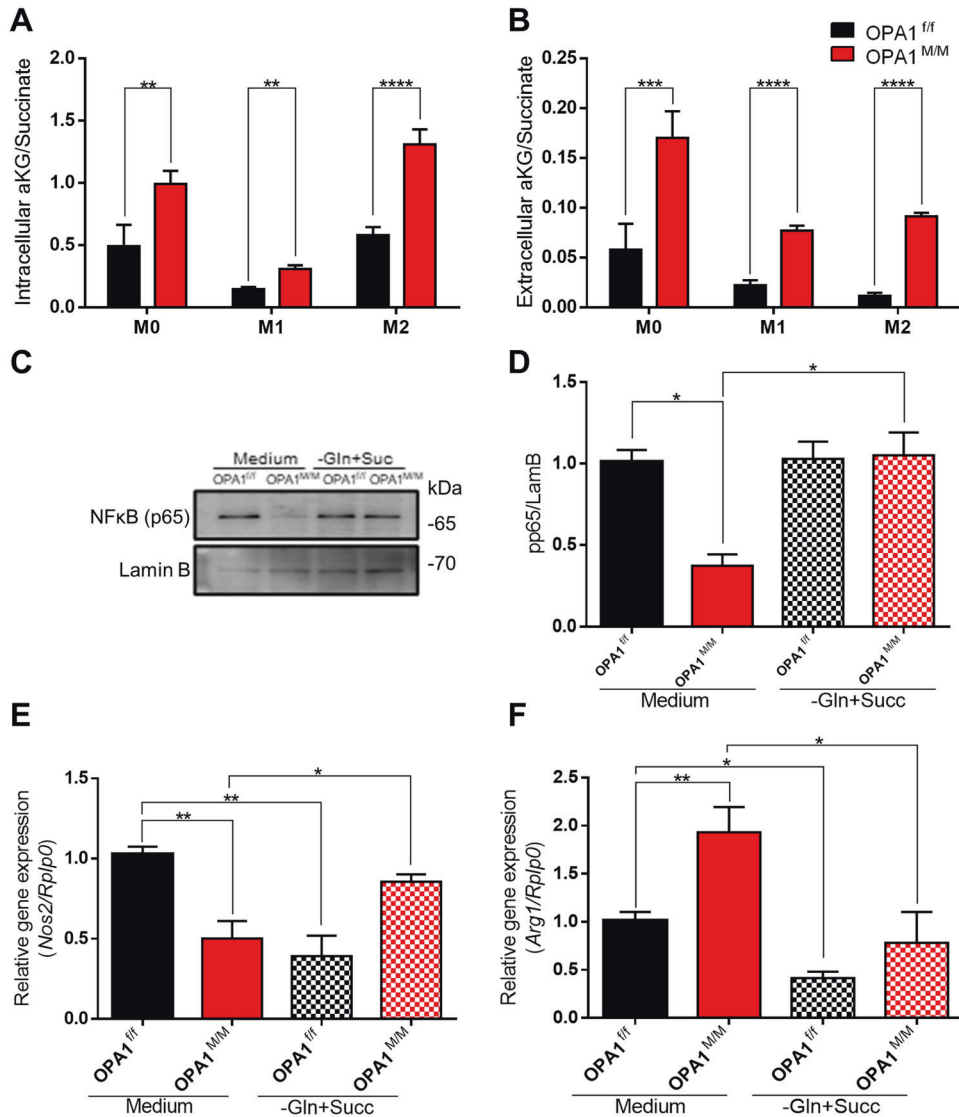 A
Intracellular aKG/Succinate
2.0
1.5
1.0
0.5
0.0
**
**
****
M0
M1
M2
B
OPA1 f/f
OPA1 M/M
Extracellular aKG/Succinate
0.25
0.20
0.15
0.10
0.05
0.00
***
****
****
M0
M1
M2
C
Medium
-Gln+Suc
OPA1f/f OPA1M/M OPA1f/f OPA1M/M
kDa
NFκB (p65)
-65
Lamin B
-70
D
pp65/LamB
1.5
1.0
0.5
0.0
*
*
OPA1 f/f
OPA1 M/M
OPA1 f/f
OPA1 M/M
Medium
-Gln+Succ
E
Relative gene expression
(Nos2/Rplp0)
1.5
1.0
0.5
0.0
*
**
**
OPA1 f/f
OPA1 M/M
OPA1 f/f
OPA1 M/M
Medium
-Gln+Succ
F
Relative gene expression
(Arg1/Rplp0)
2.5
2.0
1.5
1.0
0.5
0.0
*
*
**
OPA1 f/f
OPA1 M/M
OPA1 f/f
OPA1 M/M
Medium
-Gln+Succ